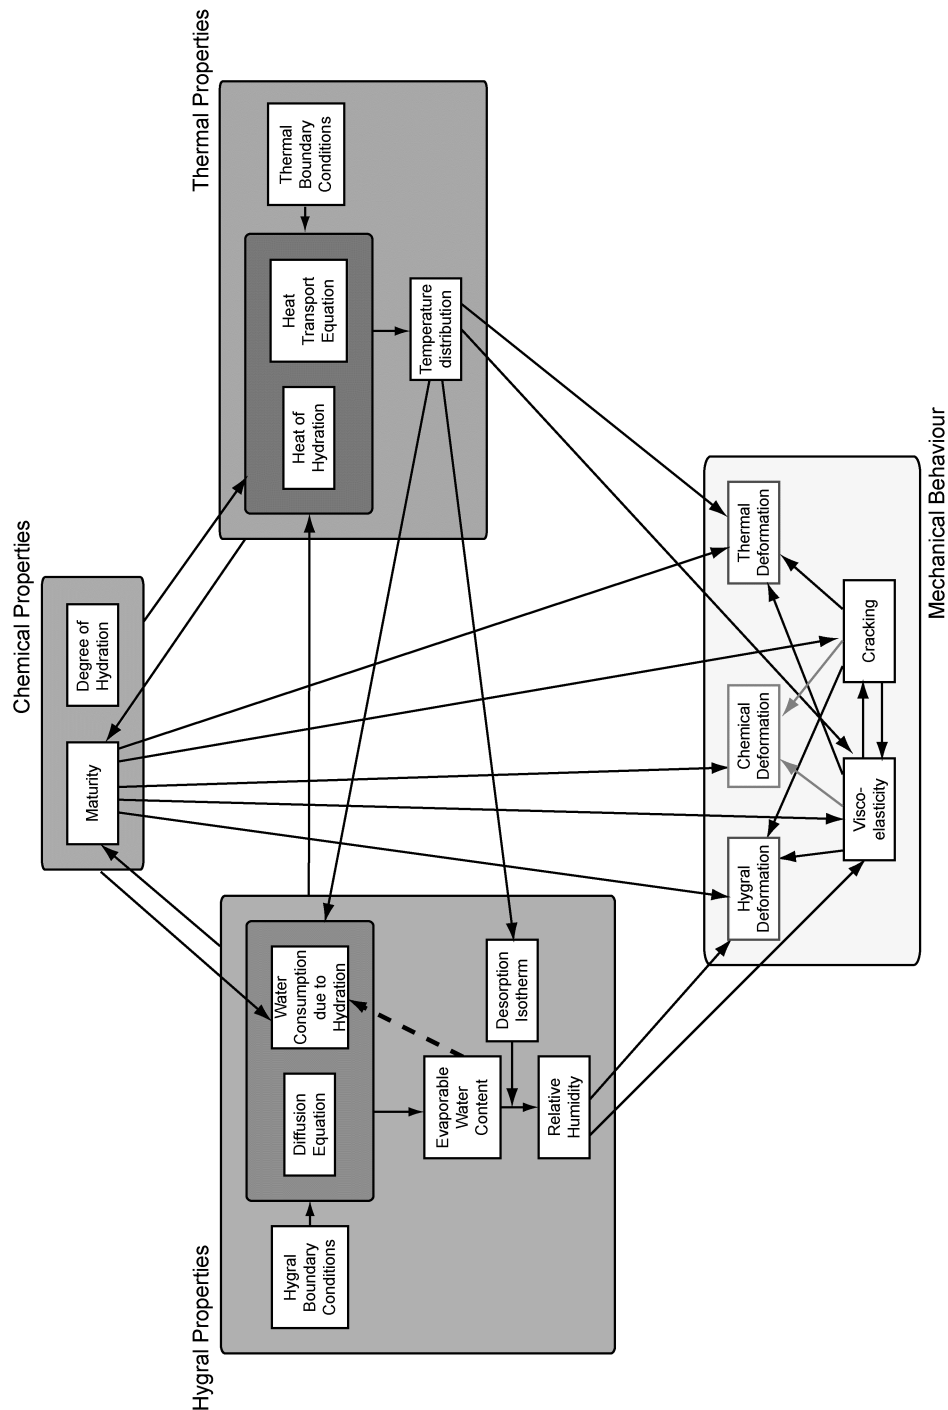 Chemical Properties
Maturity
Degree of
Hydration
Hygral Properties
Hygral
Boundary
Conditions
Diffusion
Equation
Water
Consumption
due to
Hydration
Evaporable
Water
Content
Desorption
Isotherm
Relative
Humidity
Thermal Properties
Heat of
Hydration
Heat
Transport
Equation
Thermal
Boundary
Conditions
Temperature
distribution
Hygral
Deformation
Chemical
Deformation
Thermal
Deformation
Visco-
elasticity
Cracking
Mechanical Behaviour